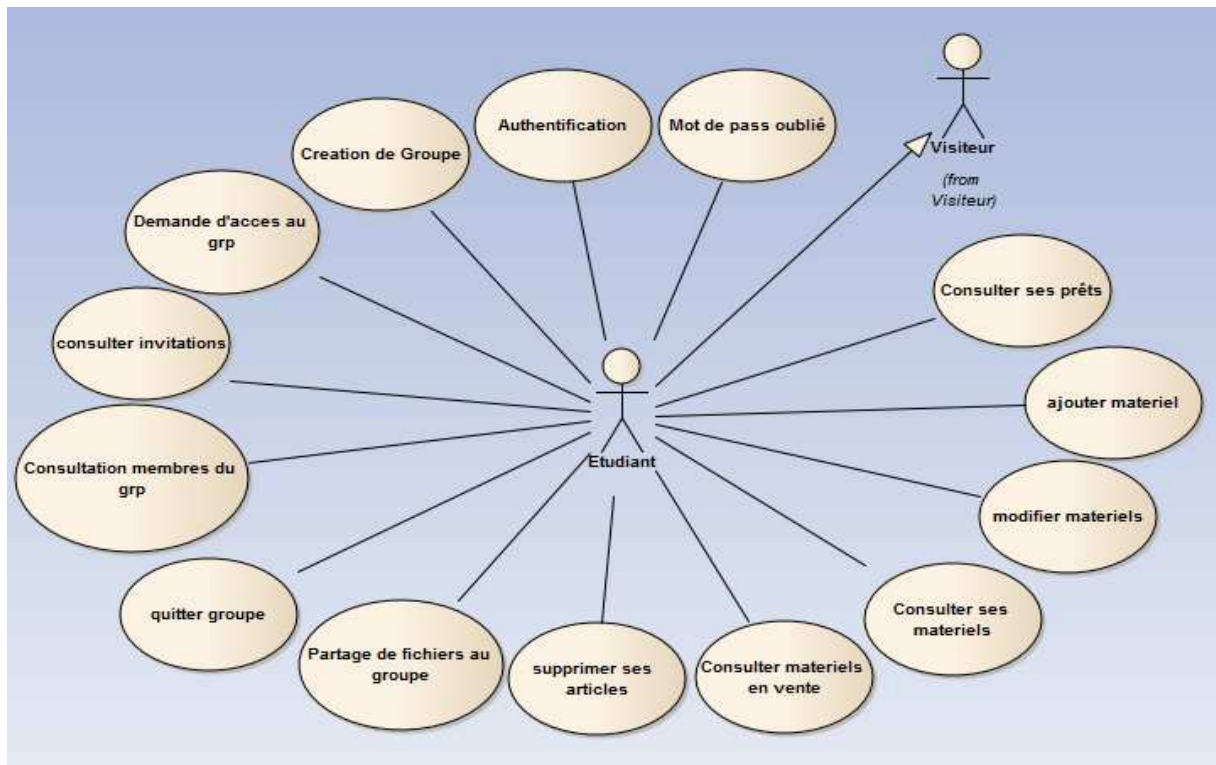 Authentification
Mot de pass oublié
Creation de Groupe
Visiteur
(from
Visiteur)
Demande d'acces au
grp
Consulter ses prêts
consulter invitations
ajouter materiel
Etudiant
Consultation membres du
grp
modifier materiels
quitter groupe
Consulter ses
materiels
Partage de fichiers au
groupe
supprimer ses
articles
Consulter materiels
en vente